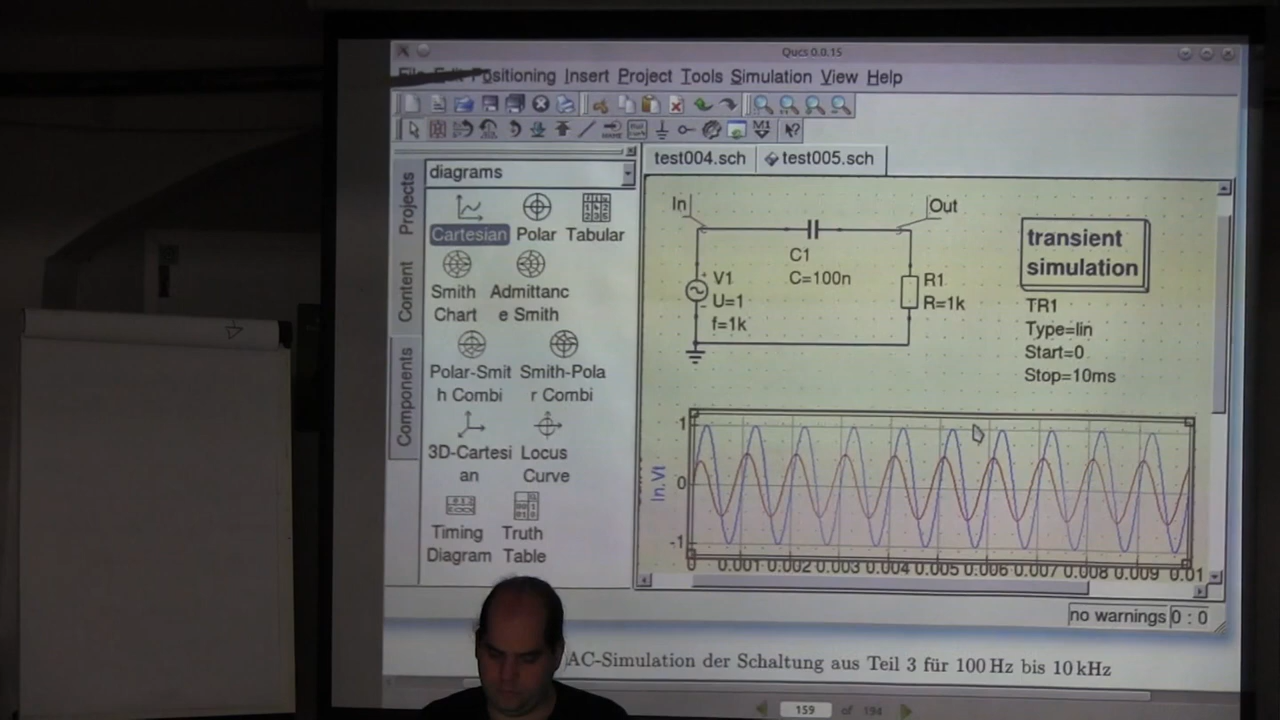 Qucs 0.0.15
File Edit Positioning Insert Project Tools Simulation View Help
M1
test004.sch
test005.sch
Projects
Content
Components
diagrams
Cartesian Polar Tabular
Smith Chart
Admittanc
e Smith
Polar-Smit
h Combi
Smith-Pola
r Combi
3D-Cartesi
an
Locus
Curve
Timing
Diagram
Truth
Table
In
Out
C1
C=100n
V1
U=1
f=1k
R1
R=1k
transient
simulation
TR1
Type=lin
Start=0
Stop=10ms
In.Vt
1
0
-1
0 0.001 0.002 0.003 0.004 0.005 0.006 0.007 0.008 0.009 0.01
no warnings 0 : 0
AC-Simulation der Schaltung aus Teil 3 für 100 Hz bis 10 kHz
159 of 194